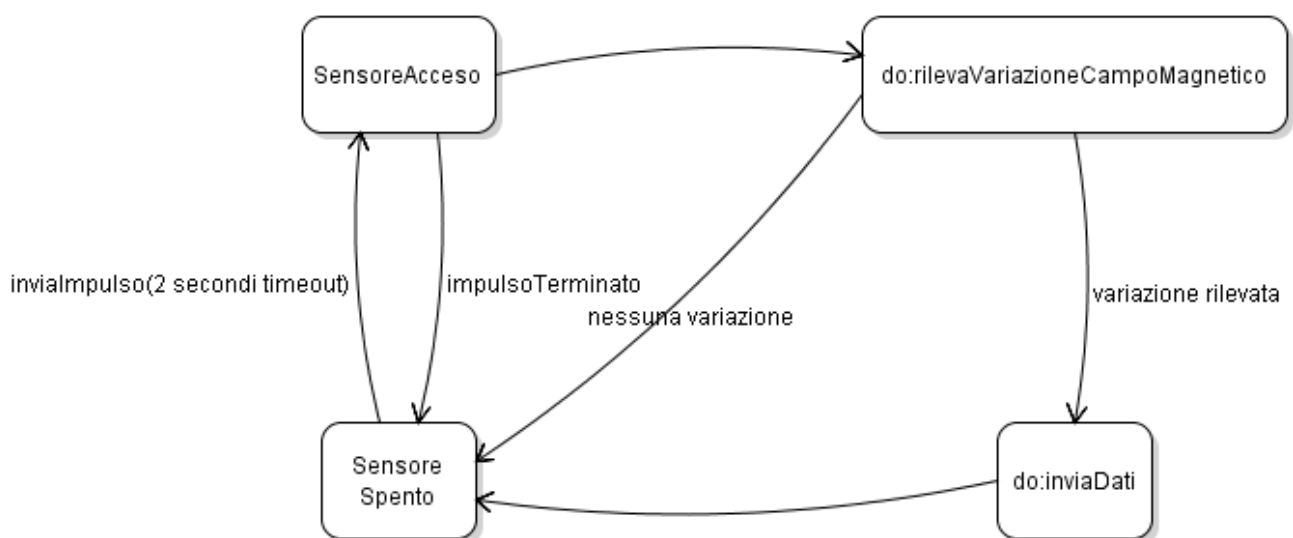 SensoreAcceso
do:rilevaVariazioneCampoMagnetico
inviaImpulso(2 secondi timeout)
impulsoTerminato
nessuna variazione
variazione rilevata
Sensore
Spento
do:inviaDati